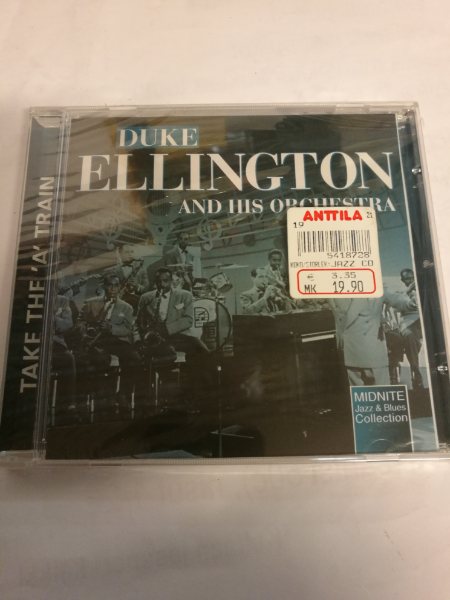 DUKE
ELLINGTON
AND HIS ORCHESTRA
TAKE THE 'A' TRAIN
ANTTILA
19
5418728
JAZZ CD
€ 3.35
MK 19.90
MIDNITE
Jazz & Blues
Collection